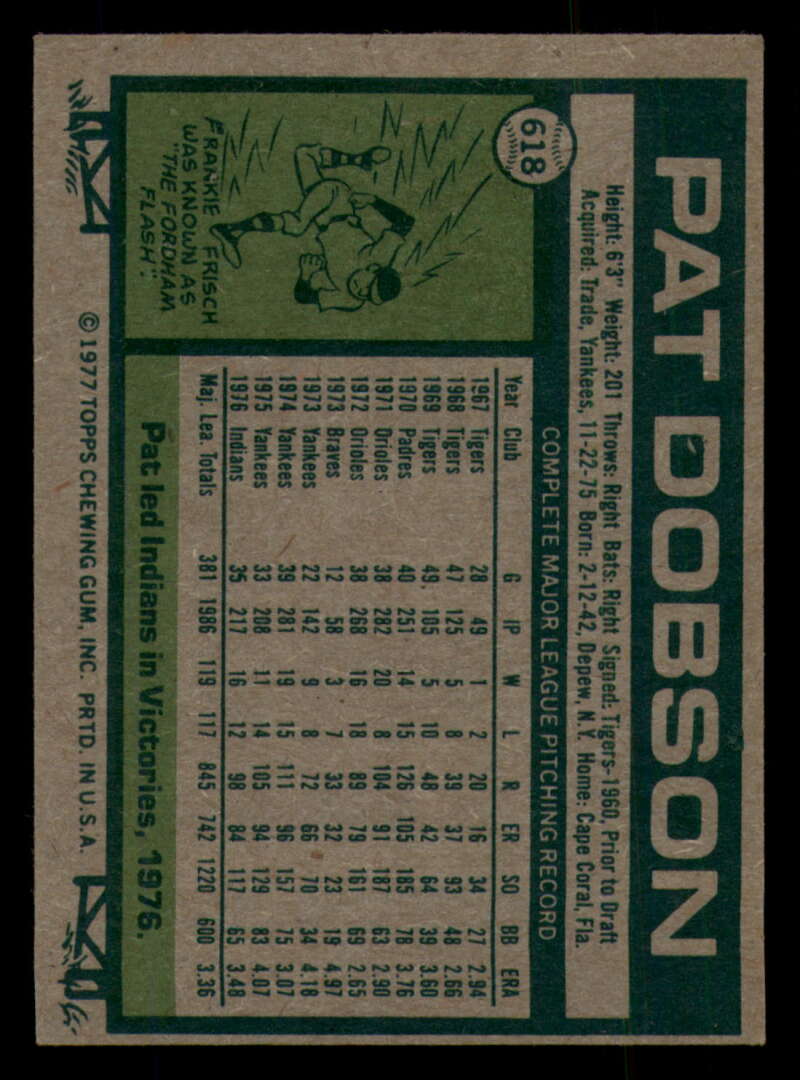 PAT DOBSON
618
Height: 6'3" Weight: 201 Throws: Right Bats: Right Signed: Tigers-1960, Prior to Draft
Acquired: Trade, Yankees, 11-22-75 Born: 2-12-42, Depew, N.Y. Home: Cape Coral, Fla.
COMPLETE MAJOR LEAGUE PITCHING RECORD
Year Club G IP W L R ER SO BB ERA
1967 Tigers 28 49 1 2 20 16 34 27 2.94
1968 Tigers 47 125 5 8 39 37 93 48 2.66
1969 Tigers 49 105 5 10 48 42 64 39 3.60
1970 Padres 40 251 14 15 126 105 185 78 3.76
1971 Orioles 38 282 20 8 104 91 187 63 2.90
1972 Orioles 38 268 16 18 89 79 161 69 2.65
1973 Braves 12 58 3 7 33 32 23 19 4.97
1973 Yankees 22 142 9 8 72 66 70 34 4.18
1974 Yankees 39 281 19 15 111 96 157 75 3.07
1975 Yankees 33 208 11 14 105 94 129 83 4.07
1976 Indians 35 217 16 12 98 84 117 65 3.48
Maj. Lea. Totals 381 1986 119 117 845 742 1220 600 3.36
FRANKIE FRISCH
WAS KNOWN AS
"THE FORDHAM
FLASH".
Pat led Indians in Victories, 1976.
© 1977 TOPPS CHEWING GUM, INC. PRTD. IN U.S.A.